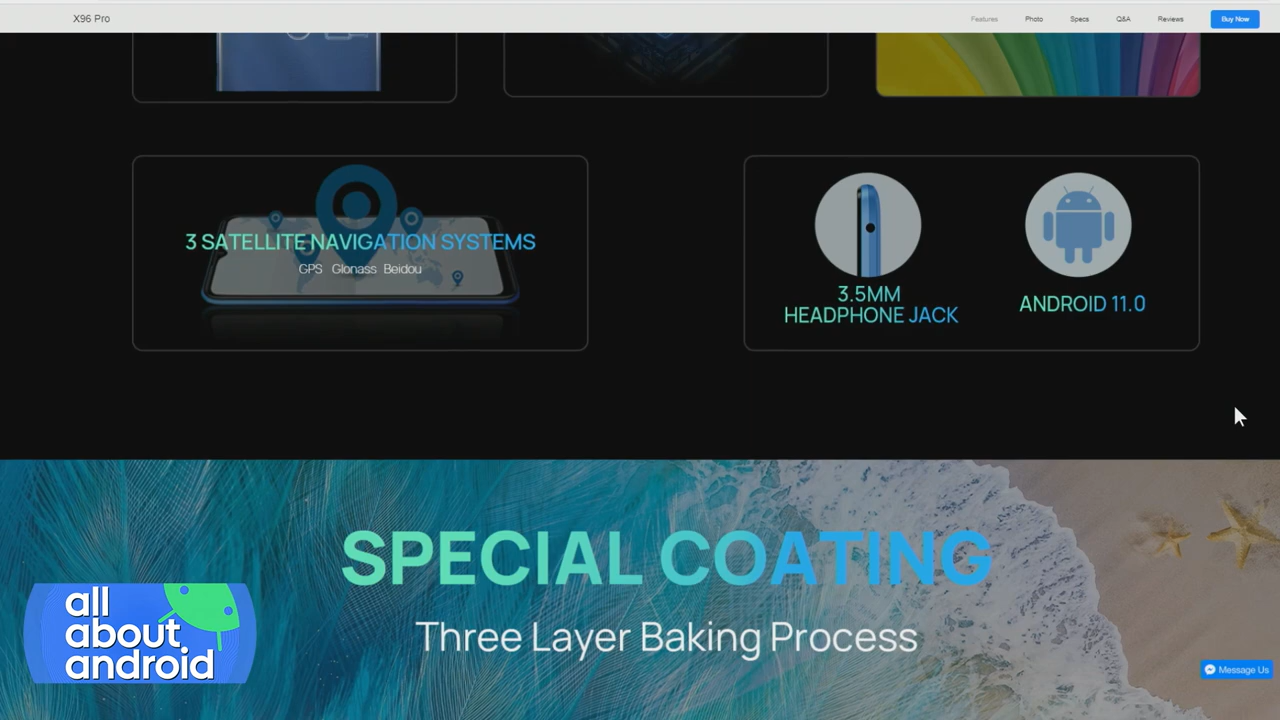 X96 Pro
Features
Photo
Specs
Q&A
Reviews
Buy Now
3 SATELLITE NAVIGATION SYSTEMS
GPS Glonass Beidou
3.5MM
HEADPHONE JACK
ANDROID 11.0
SPECIAL COATING
Three Layer Baking Process
all
about
android
Message Us